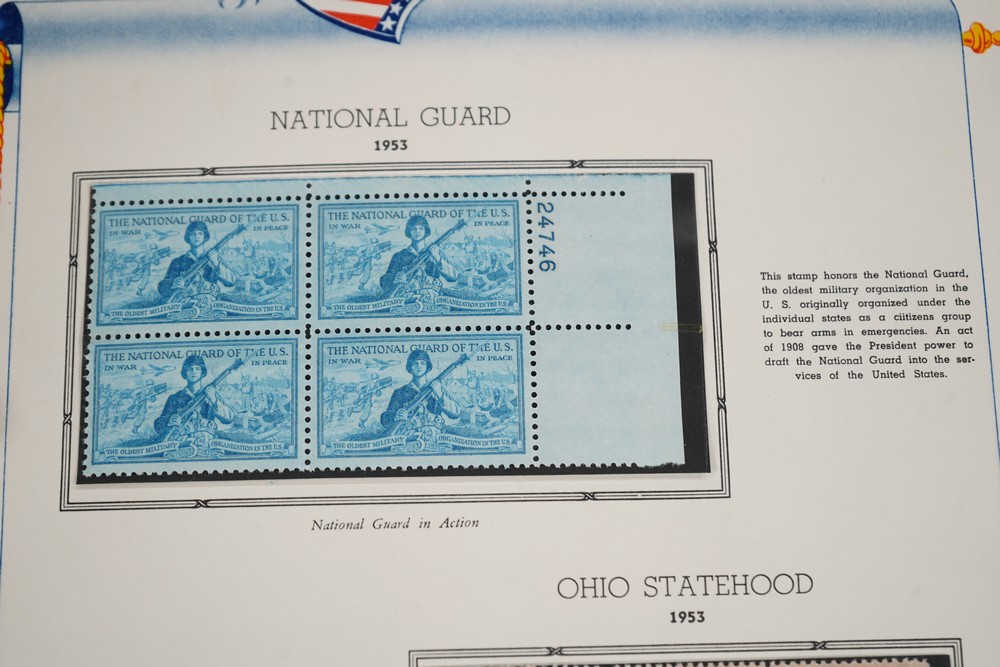 NATIONAL GUARD
1953
THE NATIONAL GUARD OF THE U.S.
IN WAR
IN PEACE
THE OLDEST MILITARY
ORGANIZATION IN THE U.S.
3¢
THE NATIONAL GUARD OF THE U.S.
IN WAR
IN PEACE
THE OLDEST MILITARY
ORGANIZATION IN THE U.S.
3¢
24746
THE NATIONAL GUARD OF THE U.S.
IN WAR
IN PEACE
THE OLDEST MILITARY
ORGANIZATION IN THE U.S.
3¢
THE NATIONAL GUARD OF THE U.S.
IN WAR
IN PEACE
THE OLDEST MILITARY
ORGANIZATION IN THE U.S.
3¢
This stamp honors the National Guard,
the oldest military organization in the
U. S. originally organized under the
individual states as a ciitizens group
to bear arms in emergencies. An act
of 1908 gave the President power to
draft the National Guard into the ser-
vices of the United States.
National Guard in Action
OHIO STATEHOOD
1953